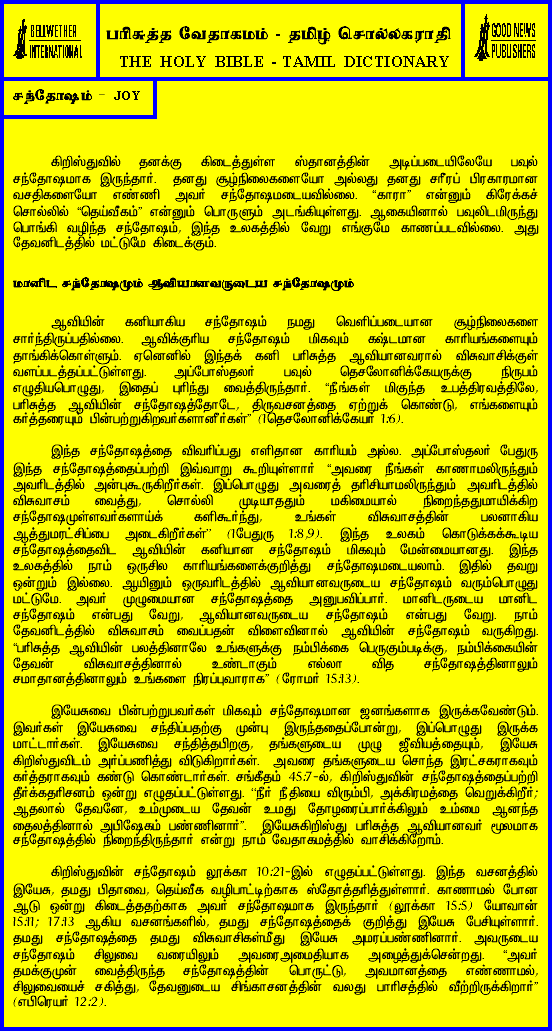 BELLWETHER
INTERNATIONAL
பரிசுத்த வேதாகமம் - தமிழ் சொல்லகராதி
THE HOLY BIBLE - TAMIL DICTIONARY
GOOD NEWS
PUBLISHERS
சந்தோஷம் - JOY
கிறிஸ்துவில் தனக்கு கிடைத்துள்ள ஸ்தானத்தின் அடிப்படையிலேயே பவுல்
சந்தோஷமாக இருந்தார். தனது சூழ்நிலைகளையோ அல்லது தனது சரீரப் பிரகாரமான
வசதிகளையோ எண்ணி அவர் சந்தோஷமடையவில்லை. “காரா” என்னும் கிரேக்கச்
சொல்லில் “தெய்வீகம்” என்னும் பொருளும் அடங்கியுள்ளது. ஆகையினால் பவுலிடமிருந்து
பொங்கி வழிந்த சந்தோஷம், இந்த உலகத்தில் வேறு எங்குமே காணப்படவில்லை. அது
தேவனிடத்தில் மட்டுமே கிடைக்கும்.
மானிட சந்தோஷமும் ஆவியானவருடைய சந்தோஷமும்
ஆவியின் கனியாகிய சந்தோஷம் நமது வெளிப்படையான சூழ்நிலைகளை
சார்ந்திருப்பதில்லை. ஆவிக்குரிய சந்தோஷம் மிகவும் கஷ்டமான காரியங்களையும்
தாங்கிக்கொள்ளும். ஏனெனில் இந்தக் கனி பரிசுத்த ஆவியானவரால் விசுவாசிக்குள்
வளப்படத்தப்பட்டுள்ளது. அப்போஸ்தலர் பவுல் தெசலோனிக்கேயருக்கு நிருபம்
எழுதியபொழுது, இதைப் புரிந்து வைத்திருந்தார். “நீங்கள் மிகுந்த உபத்திரவத்திலே,
பரிசுத்த ஆவியின் சந்தோஷத்தோடே, திருவசனத்தை ஏற்றுக் கொண்டு, எங்களையும்
கர்த்தரையும் பின்பற்றுகிறவர்களானீர்கள்” (1தெசலோனிக்கேயர் 1:6).
இந்த சந்தோஷத்தை விவரிப்பது எளிதான காரியம் அல்ல. அப்போஸ்தலர் பேதுரு
இந்த சந்தோஷத்தைப்பற்றி இவ்வாறு கூறியுள்ளார் “அவரை நீங்கள் காணாமலிருந்தும்
அவரிடத்தில் அன்புகூருகிறீர்கள். இப்பொழுது அவரைத் தரிசியாமலிருந்தும் அவரிடத்தில்
விசுவாசம் வைத்து, சொல்லி முடியாததும் மகிமையால் நிறைந்ததுமாயிக்கிற
சந்தோஷமுள்ளவர்களாய்க் களிகூர்ந்து, உங்கள் விசுவாசத்தின் பலனாகிய
ஆத்துமரட்சிப்பை அடைகிறீர்கள்” (1பேதுரு 1:8,9). இந்த உலகம் கொடுக்கக்கூடிய
சந்தோஷத்தைவிட ஆவியின் கனியான சந்தோஷம் மிகவும் மேன்மையானது. இந்த
உலகத்தில் நாம் ஒருசில காரியங்களைக்குறித்து சந்தோஷமடையலாம். இதில் தவறு
ஒன்றும் இல்லை. ஆயினும் ஒருவரிடத்தில் ஆவியானவருடைய சந்தோஷம் வரும்பொழுது
மட்டுமே. அவர் முழுமையான சந்தோஷத்தை அனுபவிப்பார். மானிடருடைய மானிட
சந்தோஷம் என்பது வேறு, ஆவியானவருடைய சந்தோஷம் என்பது வேறு. நாம்
தேவனிடத்தில் விசுவாசம் வைப்பதன் விளைவினால் ஆவியின் சந்தோஷம் வருகிறது.
“பரிசுத்த ஆவியின் பலத்தினாலே உங்களுக்கு நம்பிக்கை பெருகும்படிக்கு, நம்பிக்கையின்
தேவன் விசுவாசத்தினால் உண்டாகும் எல்லா வித சந்தோஷத்தினாலும்
சமாதானத்தினாலும் உங்களை நிரப்புவாராக” (ரோமர் 15:13).
இயேசுவை பின்பற்றுபவர்கள் மிகவும் சந்தோஷமான ஜனங்களாக இருக்கவேண்டும்.
இவர்கள் இயேசுவை சந்திப்பதற்கு முன்பு இருந்ததைப்போன்று, இப்பொழுது இருக்க
மாட்டார்கள். இயேசுவை சந்தித்தபிறகு, தங்களுடைய முழு ஜீவியத்தையும், இயேசு
கிறிஸ்துவிடம் அர்ப்பணித்து விடுகிறார்கள். அவரை தங்களுடைய சொந்த இரட்சகராகவும்
கர்த்தராகவும் கண்டு கொண்டார்கள். சங்கீதம் 45:7-ல், கிறிஸ்துவின் சந்தோஷத்தைப்பற்றி
தீர்க்கதரிசனம் ஒன்று எழுதப்பட்டுள்ளது. “நீர் நீதியை விரும்பி, அக்கிரமத்தை வெறுக்கிறீர்;
ஆதலால் தேவனே, உம்முடைய தேவன் உமது தோழரைப்பார்க்கிலும் உம்மை ஆனந்த
தைலத்தினால் அபிஷேகம் பண்ணினார்”. இயேசுகிறிஸ்து பரிசுத்த ஆவியானவர் மூலமாக
சந்தோஷத்தில் நிறைந்திருந்தார் என்று நாம் வேதாகமத்தில் வாசிக்கிறோம்.
கிறிஸ்துவின் சந்தோஷம் லூக்கா 10:21-இல் எழுதப்பட்டுள்ளது. இந்த வசனத்தில்
இயேசு, தமது பிதாவை, தெய்வீக வழிபாட்டிற்காக ஸ்தோத்தரித்துள்ளார். காணாமல் போன
ஆடு ஒன்று கிடைத்ததற்காக அவர் சந்தோஷமாக இருந்தார் (லூக்கா 15:5) யோவான்
15:11; 17:13 ஆகிய வசனங்களில், தமது சந்தோஷத்தைக் குறித்து இயேசு பேசியுள்ளார்.
தமது சந்தோஷத்தை தமது விசுவாசிகள்மீது இயேசு அமரப்பண்ணினார். அவருடைய
சந்தோஷம் சிலுவை வரையிலும் அவரைஅமைதியாக அழைத்துச்சென்றது. “அவர்
தமக்குமுன் வைத்திருந்த சந்தோஷத்தின் பொருட்டு, அவமானத்தை எண்ணாமல்,
சிலுவையைச் சகித்து, தேவனுடைய சிங்காசனத்தின் வலது பாரிசத்தில் வீற்றிருக்கிறார்”
(எபிரெயர் 12:2).